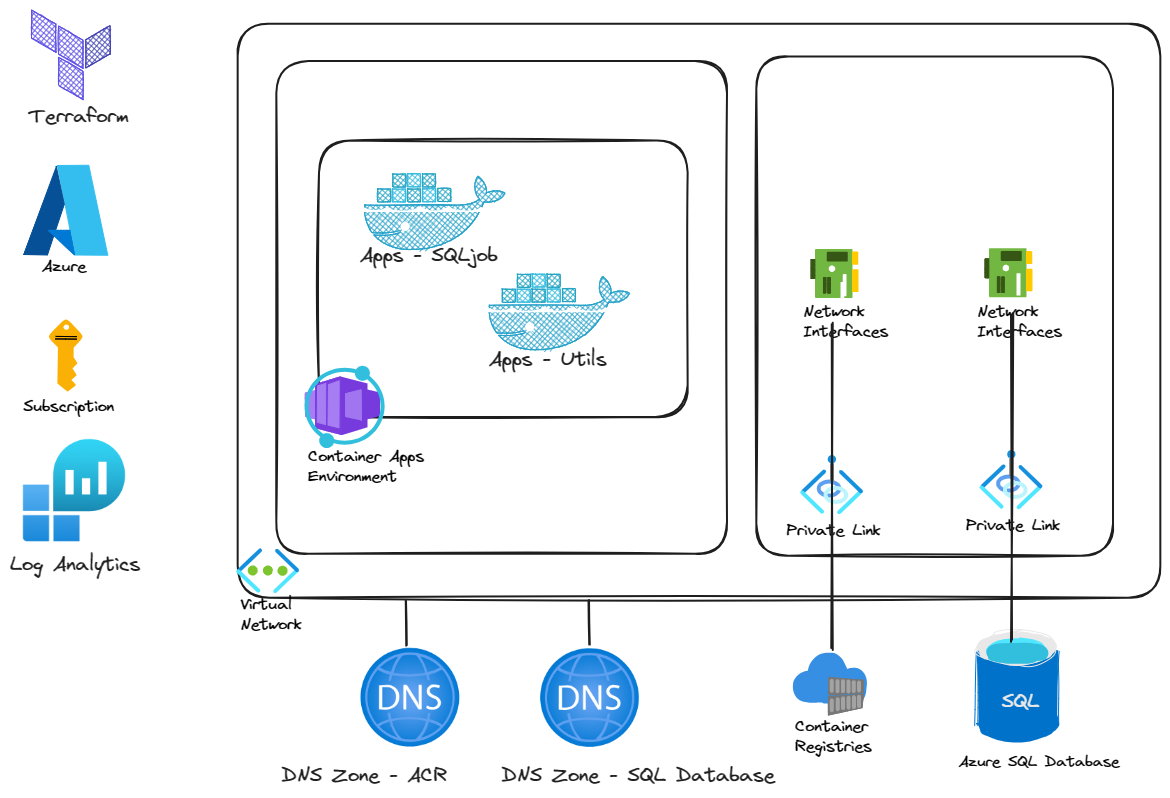 Terraform
Azure
Subscription
Log Analytics
Apps - SQLjob
Apps - Utils
Container Apps
Environment
Network
Interfaces
Network
Interfaces
Private Link
Private Link
Virtual
Network
DNS
DNS
SQL
DNS Zone - ACR
DNS Zone - SQL Database
Container
Registries
Azure SQL Database